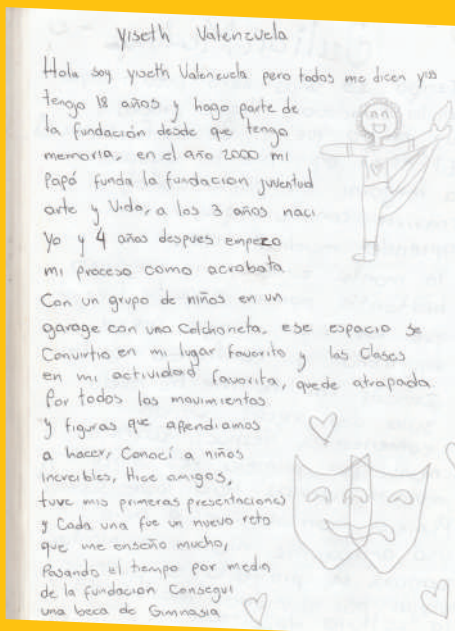 Yiseth Valenzuela
Hola soy yiseth Valenzuela pero todos me dicen yiss
tengo 18 años y hago parte de
la fundación desde que tengo
memoria, en el año 2000 mi
Papá funda la fundacion juventud
arte y Vida, a los 3 años naci
Yo y 4 años despues empezo
mi proceso como acrobata
Con un grupo de niños en un
garage con una Colchoneta. ese espacio se
Convirtio en mi lugar favorito y las Clases
en mi actividad favorita, quede atrapada
Por todos los movimientos
y figuras que aprendiamos
a hacer, Conocí a niños
increibles, Hice amigos,
tuve mis primeras presentaciones
y Cada una fue un nuevo reto
que me enseño mucho,
Pasando el tiempo por medio
de la fundacion Consegui
una beca de Gimnasia